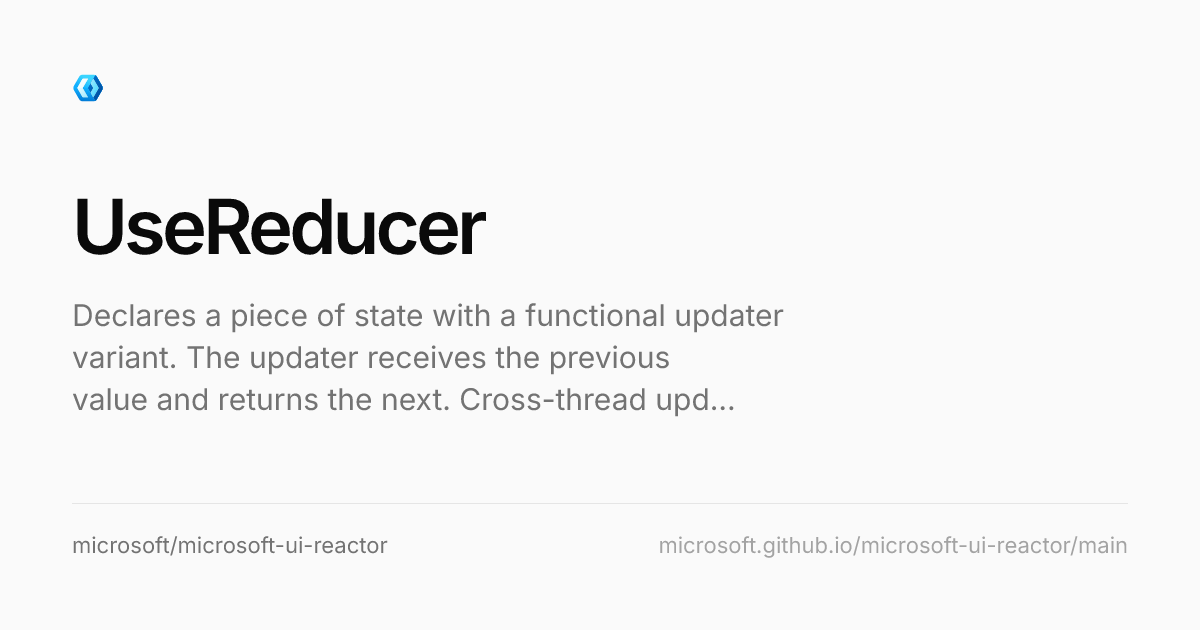 UseReducer
Declares a piece of state with a functional updater
variant. The updater receives the previous
value and returns the next. Cross-thread upd...
microsoft/microsoft-ui-reactor
microsoft.github.io/microsoft-ui-reactor/main